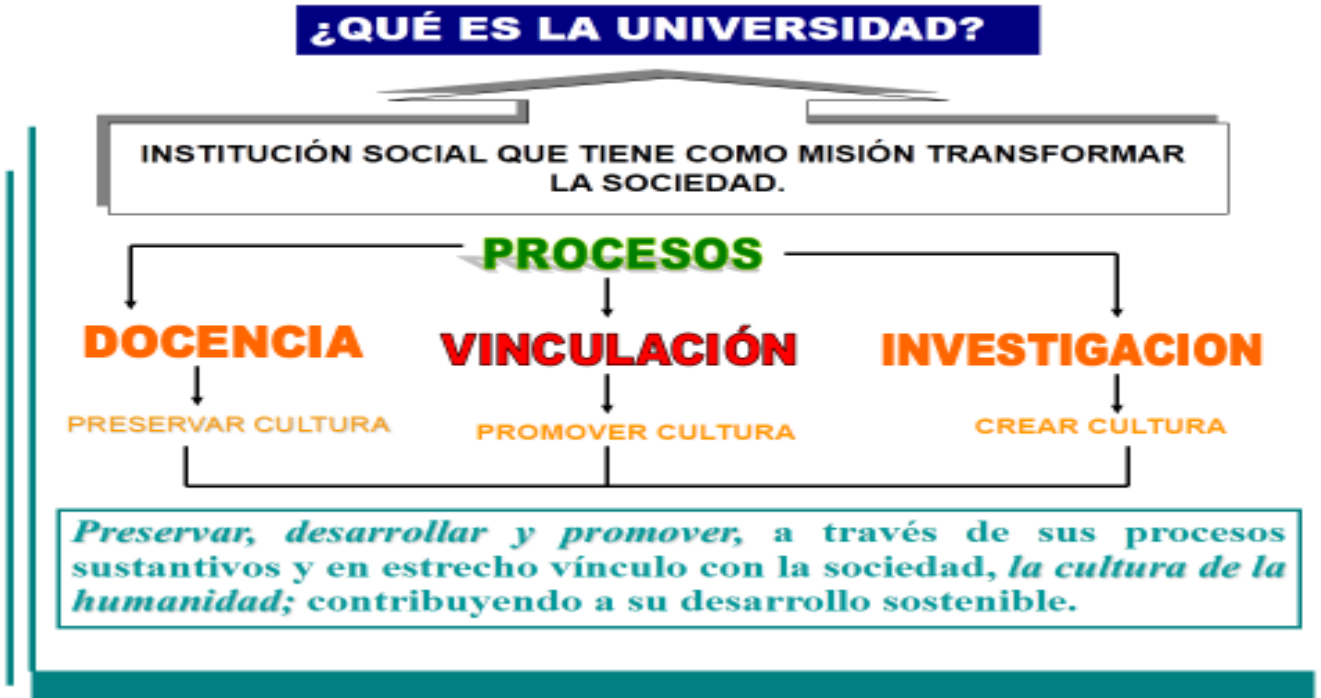 ¿QUÉ ES LA UNIVERSIDAD?
INSTITUCIÓN SOCIAL QUE TIENE COMO MISIÓN TRANSFORMAR
LA SOCIEDAD.
PROCESOS
DOCENCIA
VINCULACIÓN
INVESTIGACION
PRESERVAR CULTURA
PROMOVER CULTURA
CREAR CULTURA
Preservar, desarrollar y promover, a través de sus procesos
sustantivos y en estrecho vínculo con la sociedad, la cultura de la
humanidad; contribuyendo a su desarrollo sostenible.